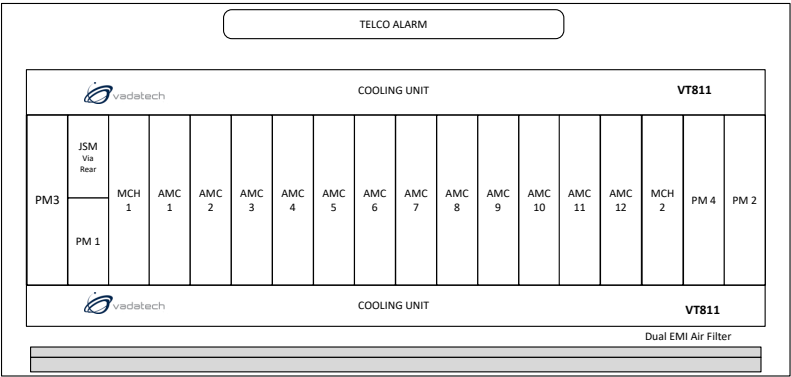 TELCO ALARM
vadatech
COOLING UNIT
VT811
PM3
JSM
Via
Rear
PM 1
MCH
1
AMC
1
AMC
2
AMC
3
AMC
4
AMC
5
AMC
6
AMC
7
AMC
8
AMC
9
AMC
10
AMC
11
AMC
12
MCH
2
PM 4
PM 2
vadatech
COOLING UNIT
VT811
Dual EMI Air Filter